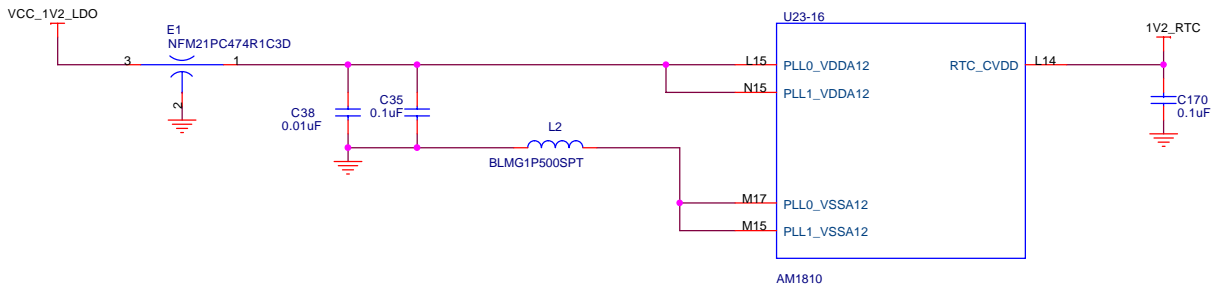 VCC_1V2_LDO
E1
NFM21PC474R1C3D
3
1
2
C38
0.01uF
C35
0.1uF
L2
BLMG1P500SPT
U23-16
L15
PLL0_VDDA12
N15
PLL1_VDDA12
M17
PLL0_VSSA12
M15
PLL1_VSSA12
RTC_CVDD
L14
AM1810
1V2_RTC
C170
0.1uF